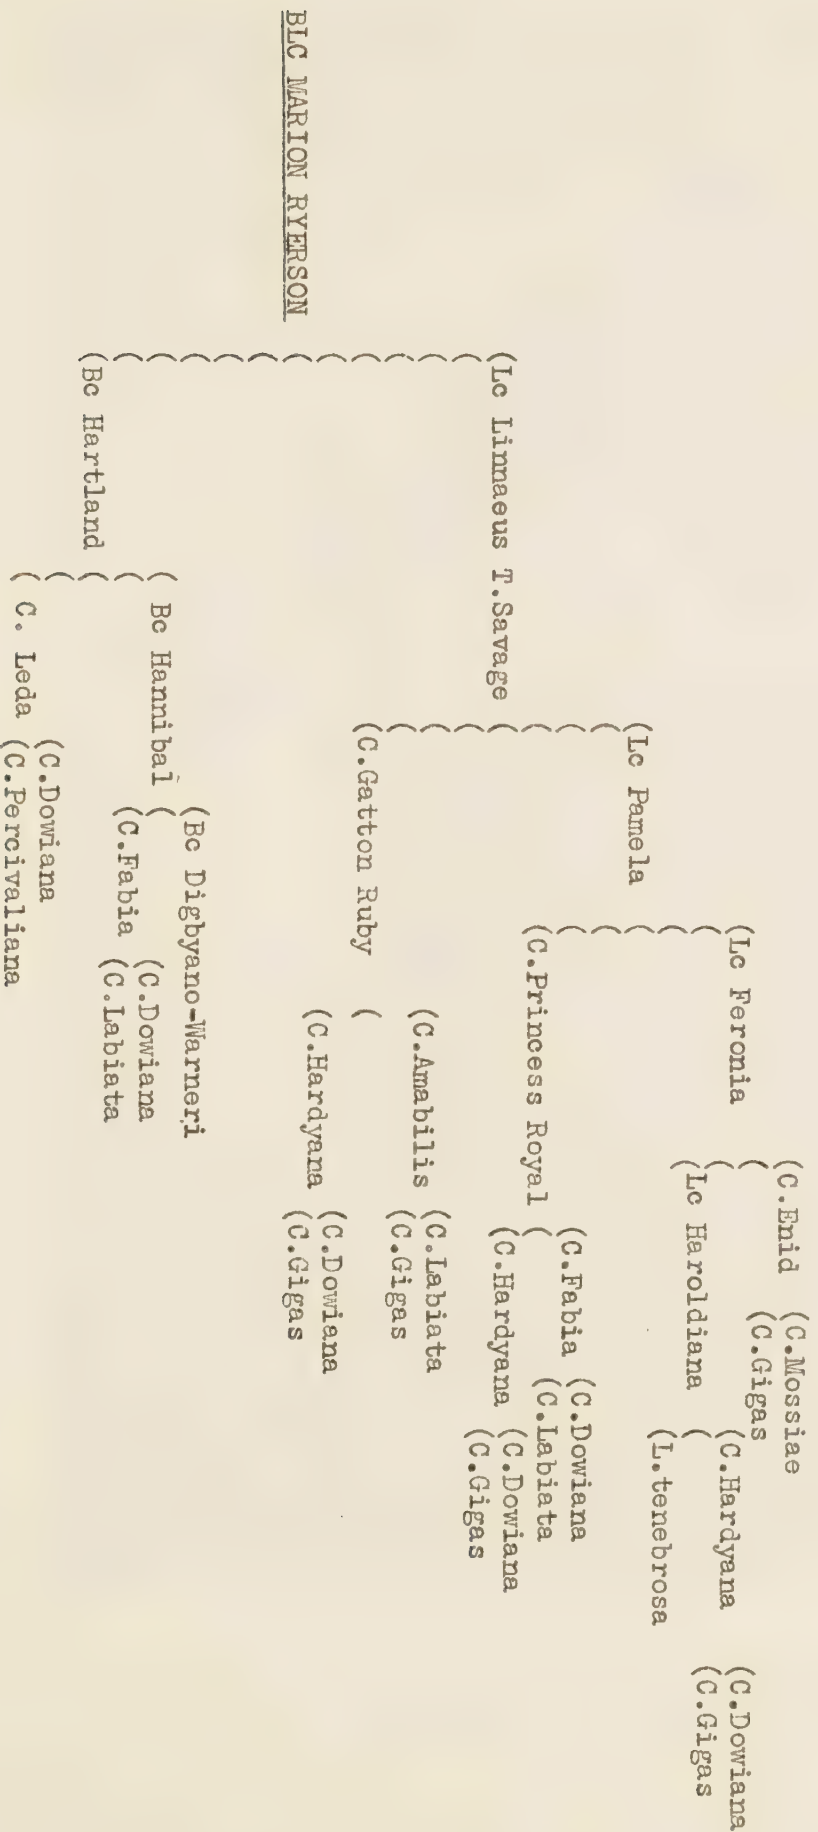 (C.Enid (C.Mossiae
(C.Gigas
(Lc Feronia (C.Dowiana
(C.Hardyana
(C.Gigas
(Lc Haroldiana
(L.tenebrosa
(Lc Pamela
(C.Dowiana
(C.Fabia
(C.Labiata
(C.Princess Royal
(C.Dowiana
(Lc Linnaeus T.Savage (C.Hardyana
(C.Gigas
(C.Labiata
(C.Amabilis
(C.Gigas
(C.Gatton Ruby
(C.Dowiana
(C.Hardyana
BLC MARION RYERSON (C.Gigas
(Bc Digbyano-Warneri
(Bc Hannibal
(C.Dowiana
(C.Fabia
(C.Labiata
(Bc Hartland
(C.Dowiana
(C. Leda
(C.Percivaliana